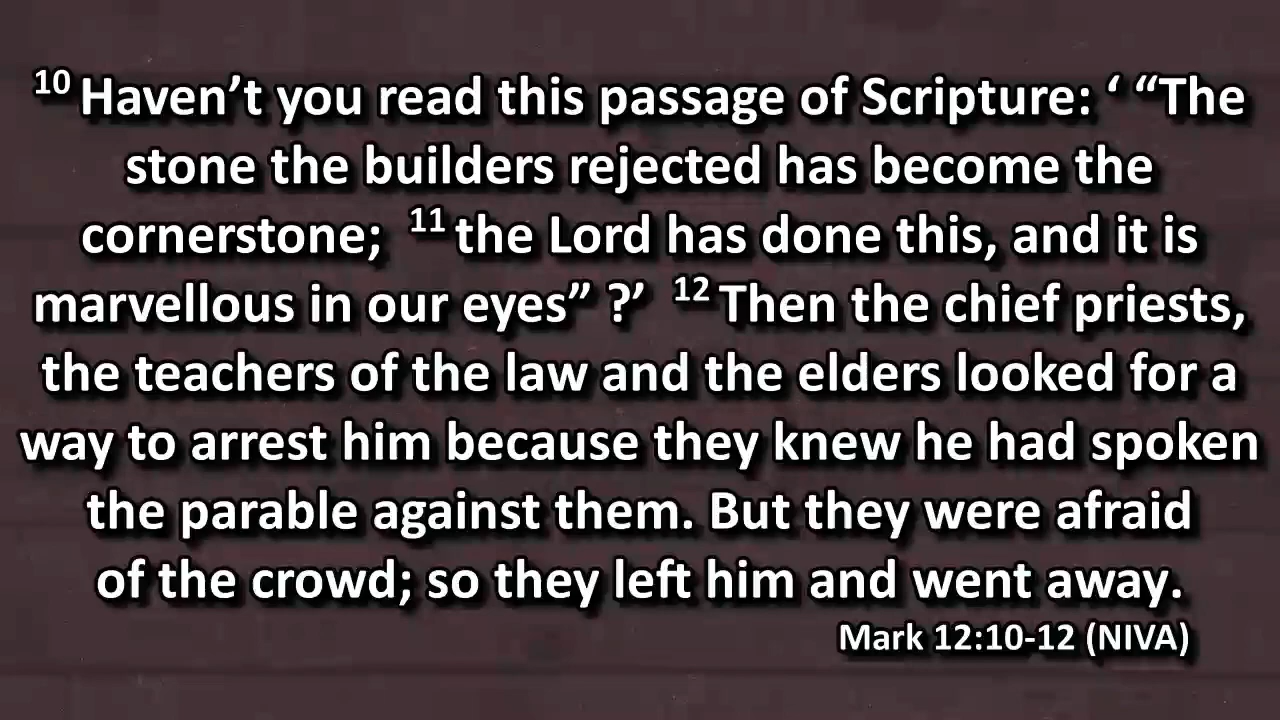 10 Haven’t you read this passage of Scripture: ‘ “The
stone the builders rejected has become the
cornerstone; 11 the Lord has done this, and it is
marvellous in our eyes” ?’ 12 Then the chief priests,
the teachers of the law and the elders looked for a
way to arrest him because they knew he had spoken
the parable against them. But they were afraid
of the crowd; so they left him and went away.
Mark 12:10-12 (NIVA)